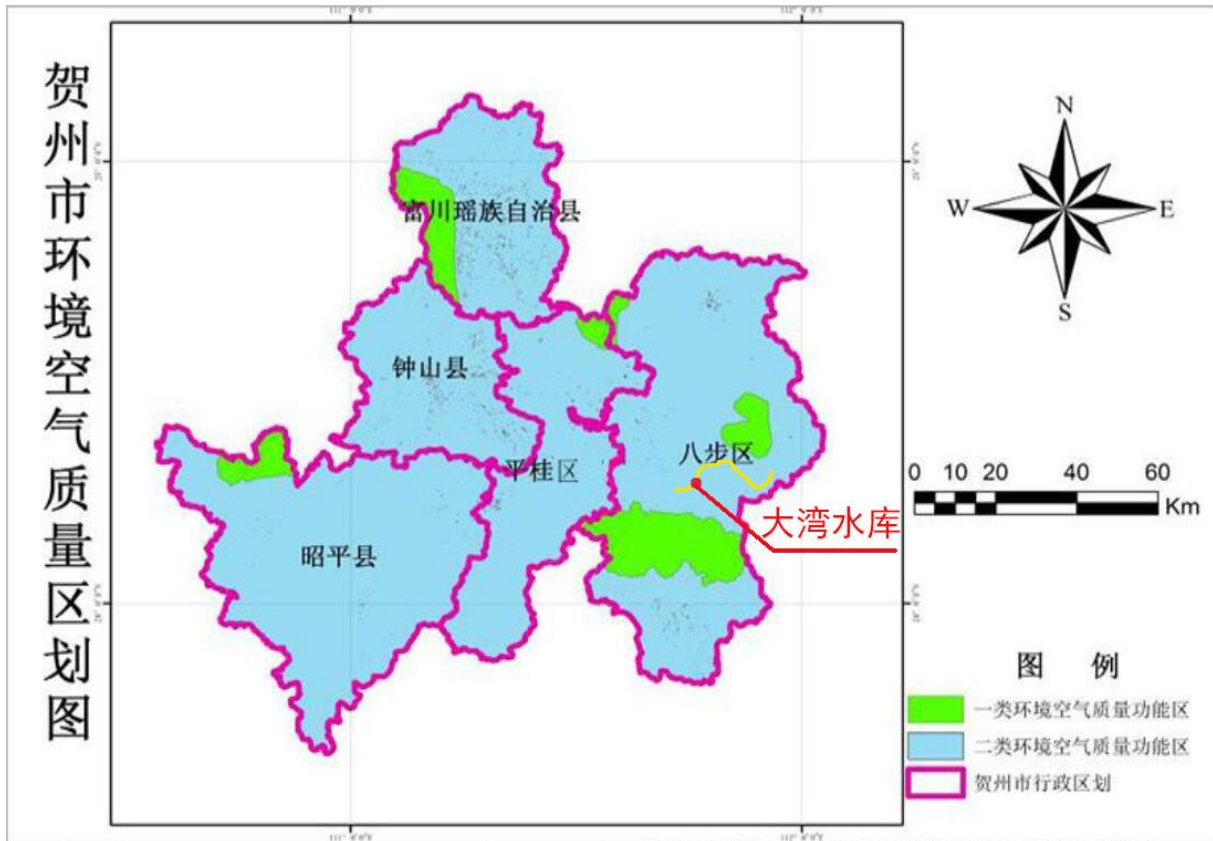 贺州市环境空气质量区划图
N
W
E
S
富川瑶族自治县
钟山县
八步区
平桂区
昭平县
大湾水库
0 10 20 40 60
Km
图 例
一类环境空气质量功能区
二类环境空气质量功能区
贺州市行政区划